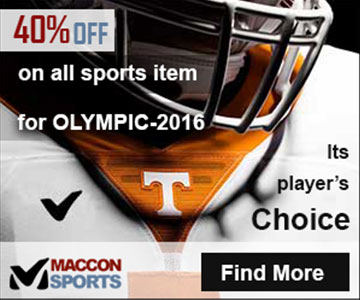 40% OFF
on all sports item
for OLYMPIC-2016
T
Its
player's
Choice
MACCON
SPORTS
Find More